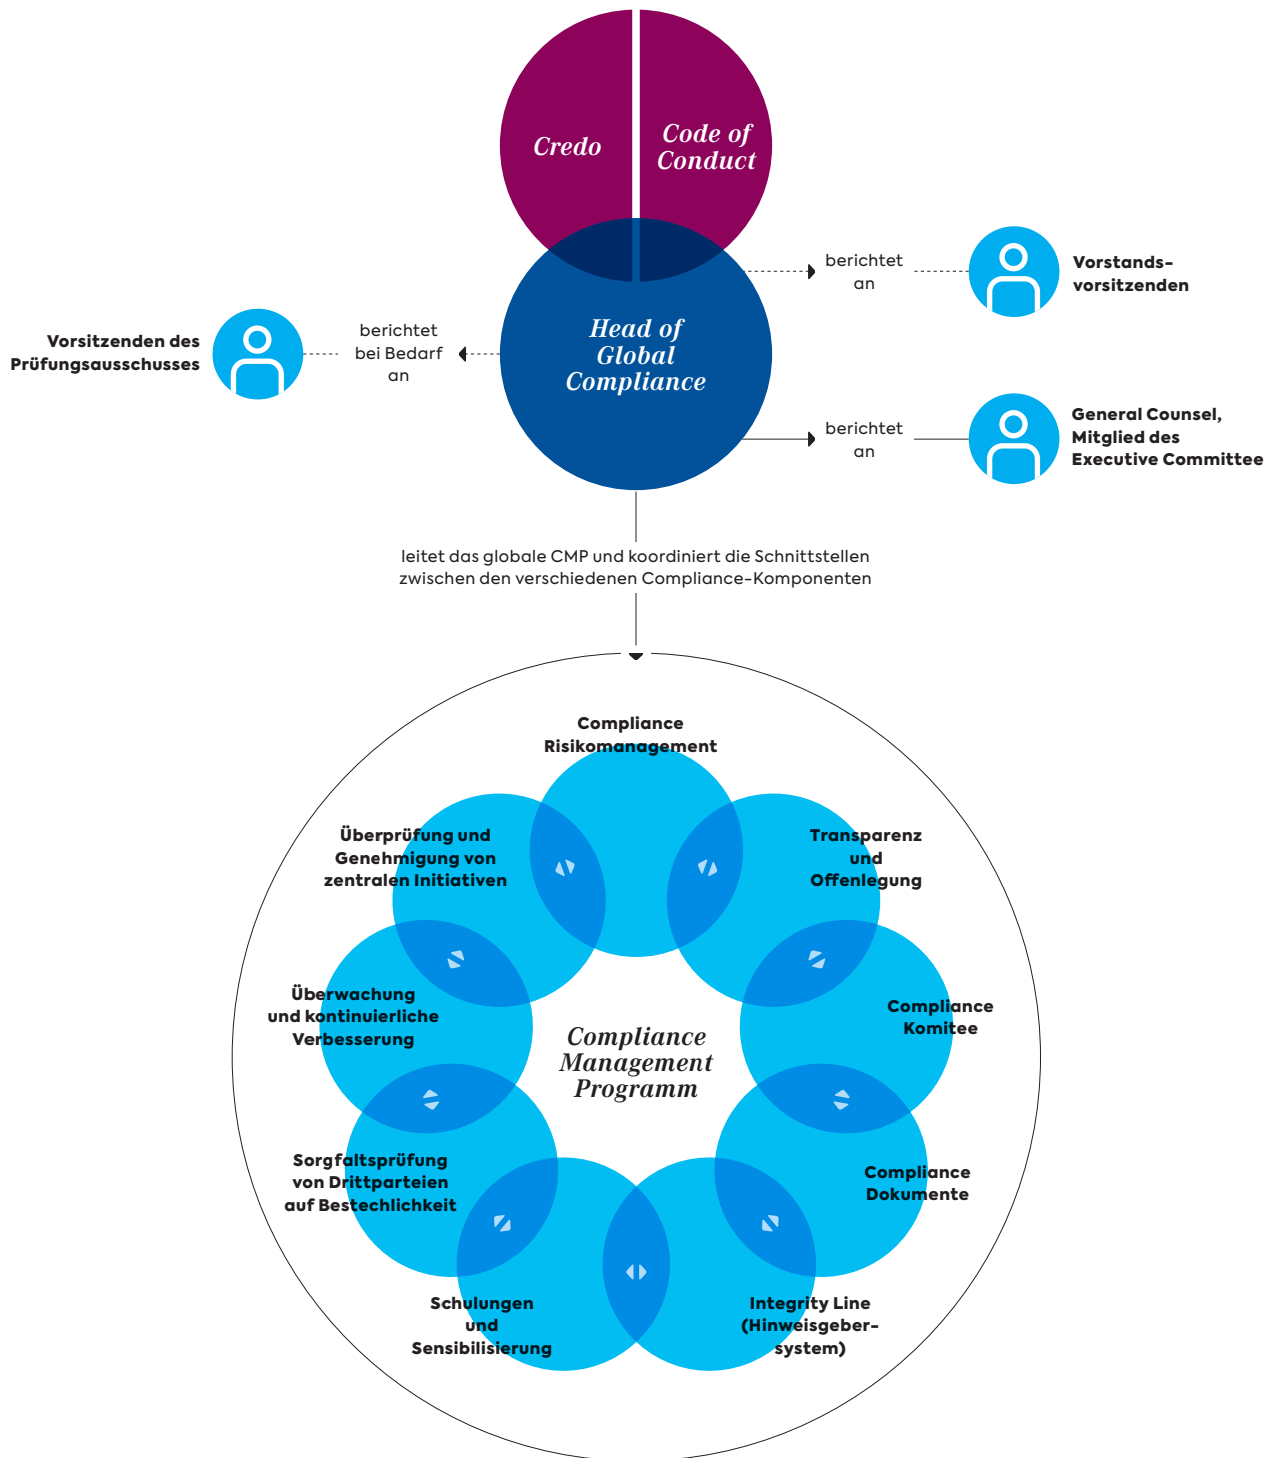 Credo
Code of
Conduct
berichtet
an
Vorstands-
vorsitzenden
Vorsitzenden des
Prüfungsausschusses
berichtet
bei Bedarf
an
Head of
Global
Compliance
berichtet
an
General Counsel,
Mitglied des
Executive Committee
leitet das globale CMP und koordiniert die Schnittstellen
zwischen den verschiedenen Compliance-Komponenten
Compliance
Risikomanagement
Überprüfung und
Genehmigung von
zentralen Initiativen
Transparenz
und
Offenlegung
Überwachung
und kontinuierliche
Verbesserung
Compliance
Komitee
Compliance
Management
Programm
Sorgfaltsprüfung
von Drittparteien
auf Bestechlichkeit
Compliance
Dokumente
Schulungen
und
Sensibilisierung
Integrity Line
(Hinweisgeber-
system)